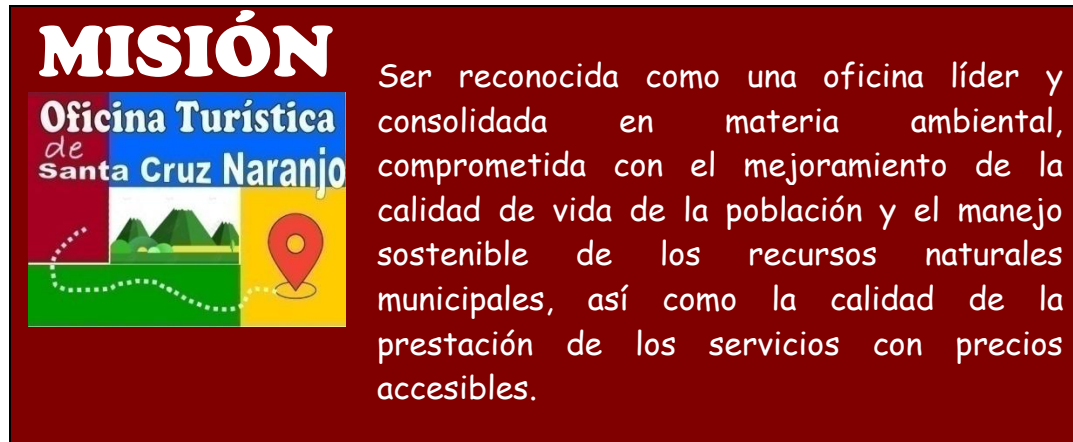 MISIÓN
Oficina Turística
de
Santa Cruz Naranjo
Ser reconocida como una oficina líder y
consolidada en materia ambiental,
comprometida con el mejoramiento de la
calidad de vida de la población y el manejo
sostenible de los recursos naturales
municipales, así como la calidad de la
prestación de los servicios con precios
accesibles.